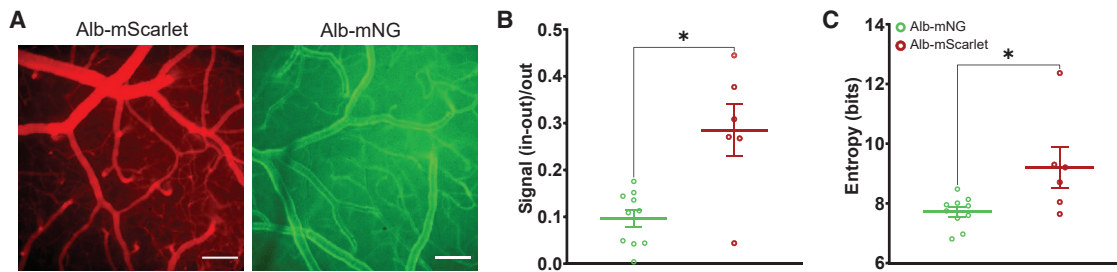 A
Alb-mScarlet
Alb-mNG
B
Signal (in-out)/out
0.5
0.4
0.3
0.2
0.1
0.0
*
C
Entropy (bits)
14
12
10
8
6
Alb-mNG
Alb-mScarlet
*